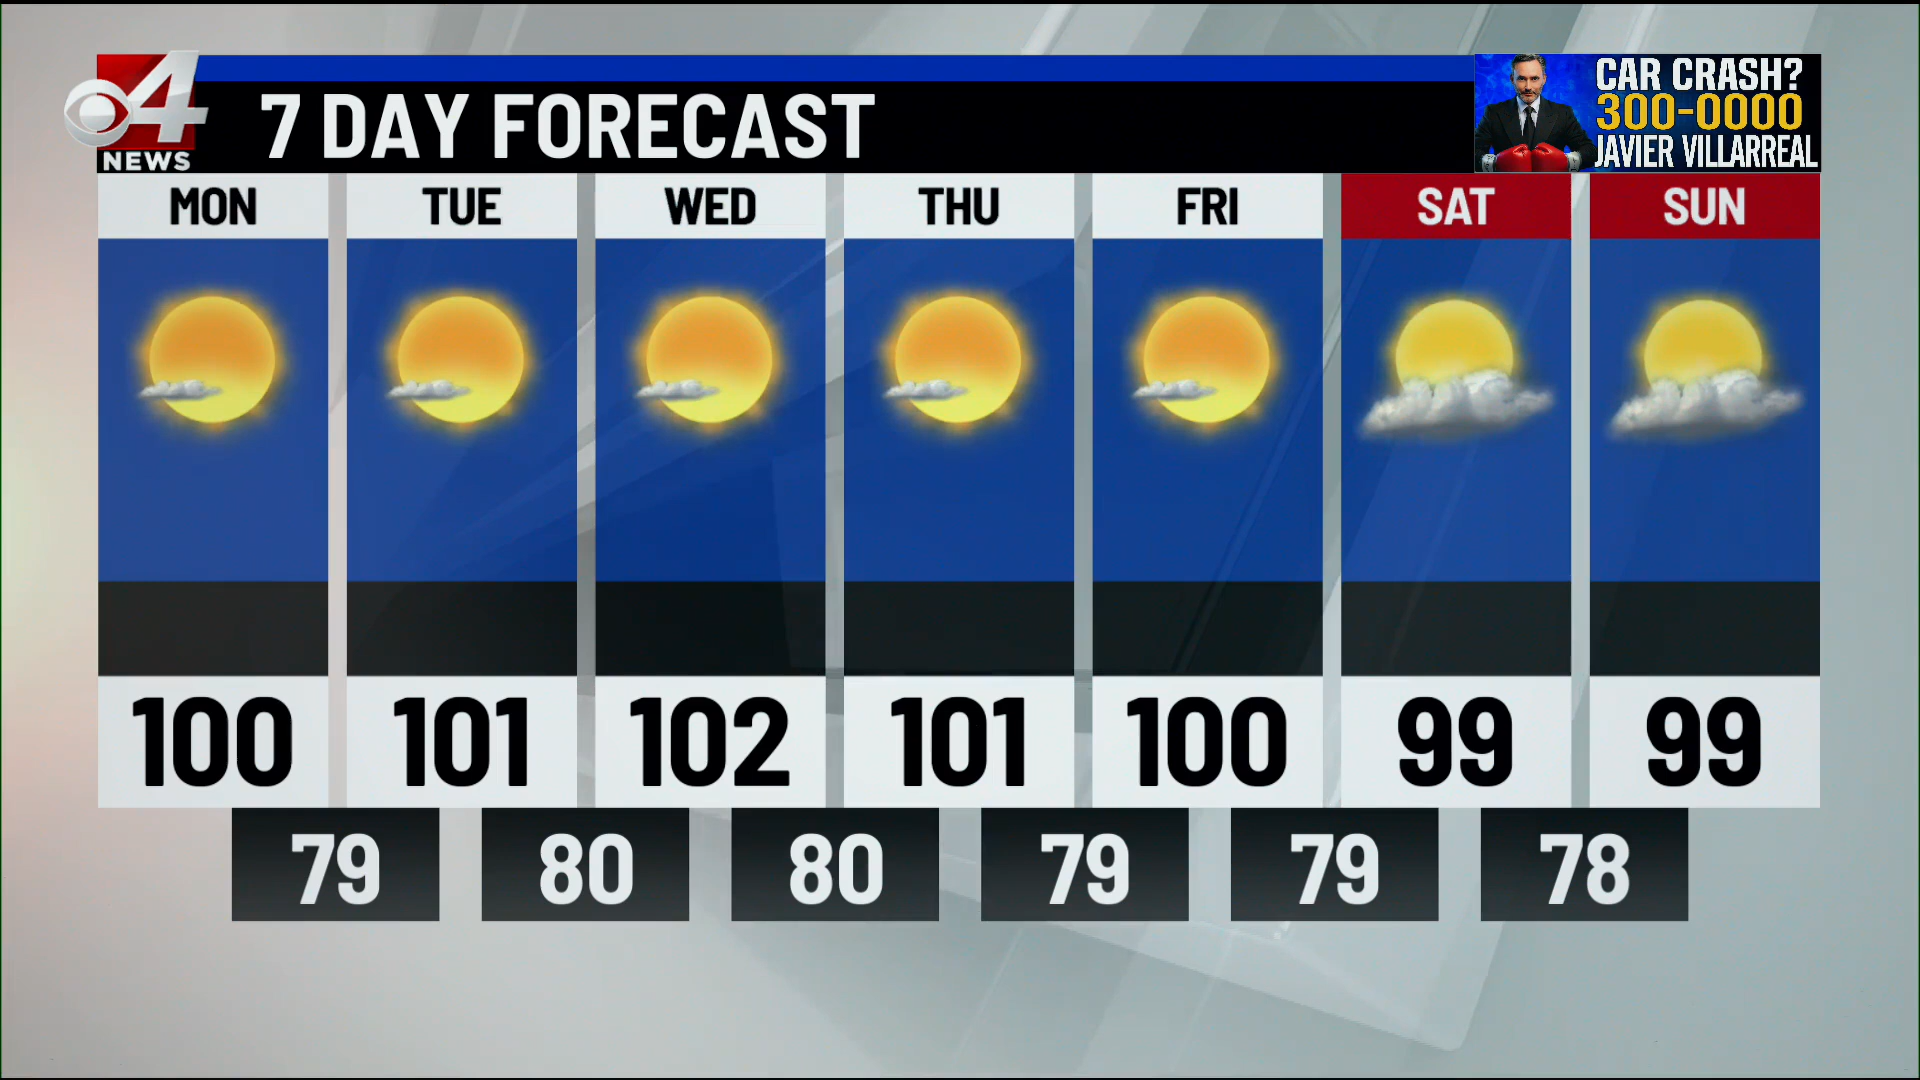 4
NEWS
7 DAY FORECAST
CAR CRASH?
300-0000
JAVIER VILLARREAL
MON TUE WED THU FRI SAT SUN
100 101 102 101 100 99 99
79 80 80 79 79 78